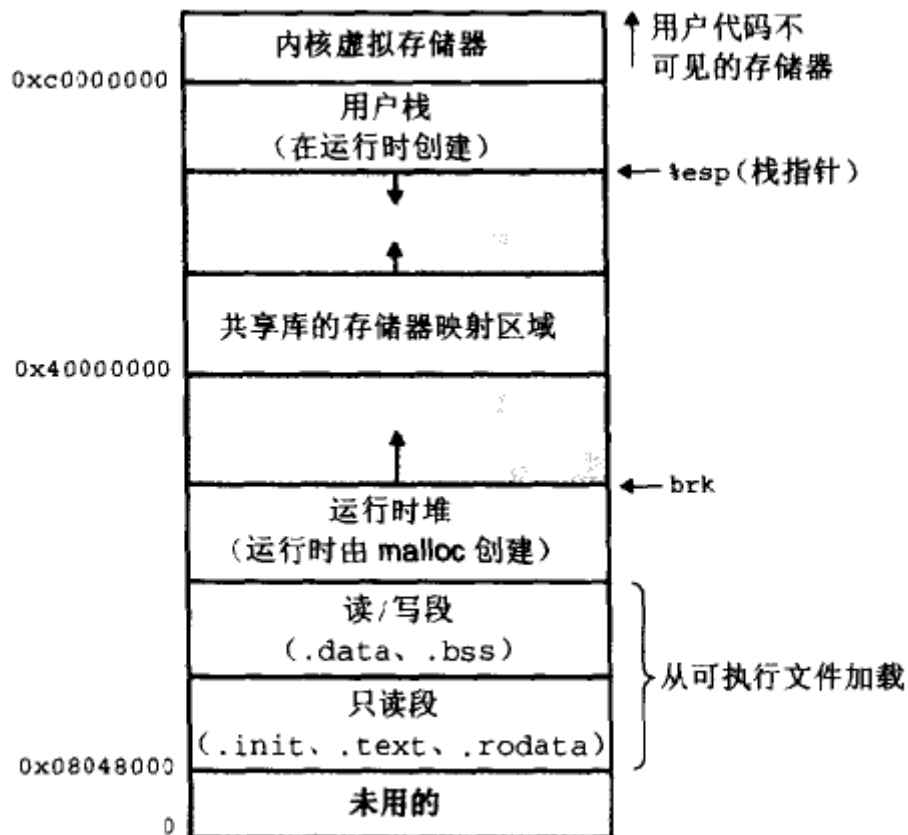 内核虚拟存储器
用户代码不
可见的存储器
0xc0000000
用户栈
（在运行时创建）
%esp（栈指针）
共享库的存储器映射区域
0x40000000
brk
运行时堆
（运行时由 malloc 创建）
读/写段
（.data、.bss）
从可执行文件加载
只读段
（.init、.text、.rodata）
0x08048000
未用的
0